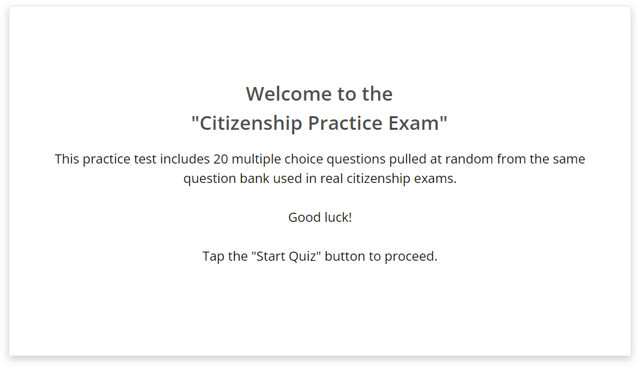 Welcome to the
"Citizenship Practice Exam"
This practice test includes 20 multiple choice questions pulled at random from the same
question bank used in real citizenship exams.
Good luck!
Tap the "Start Quiz" button to proceed.